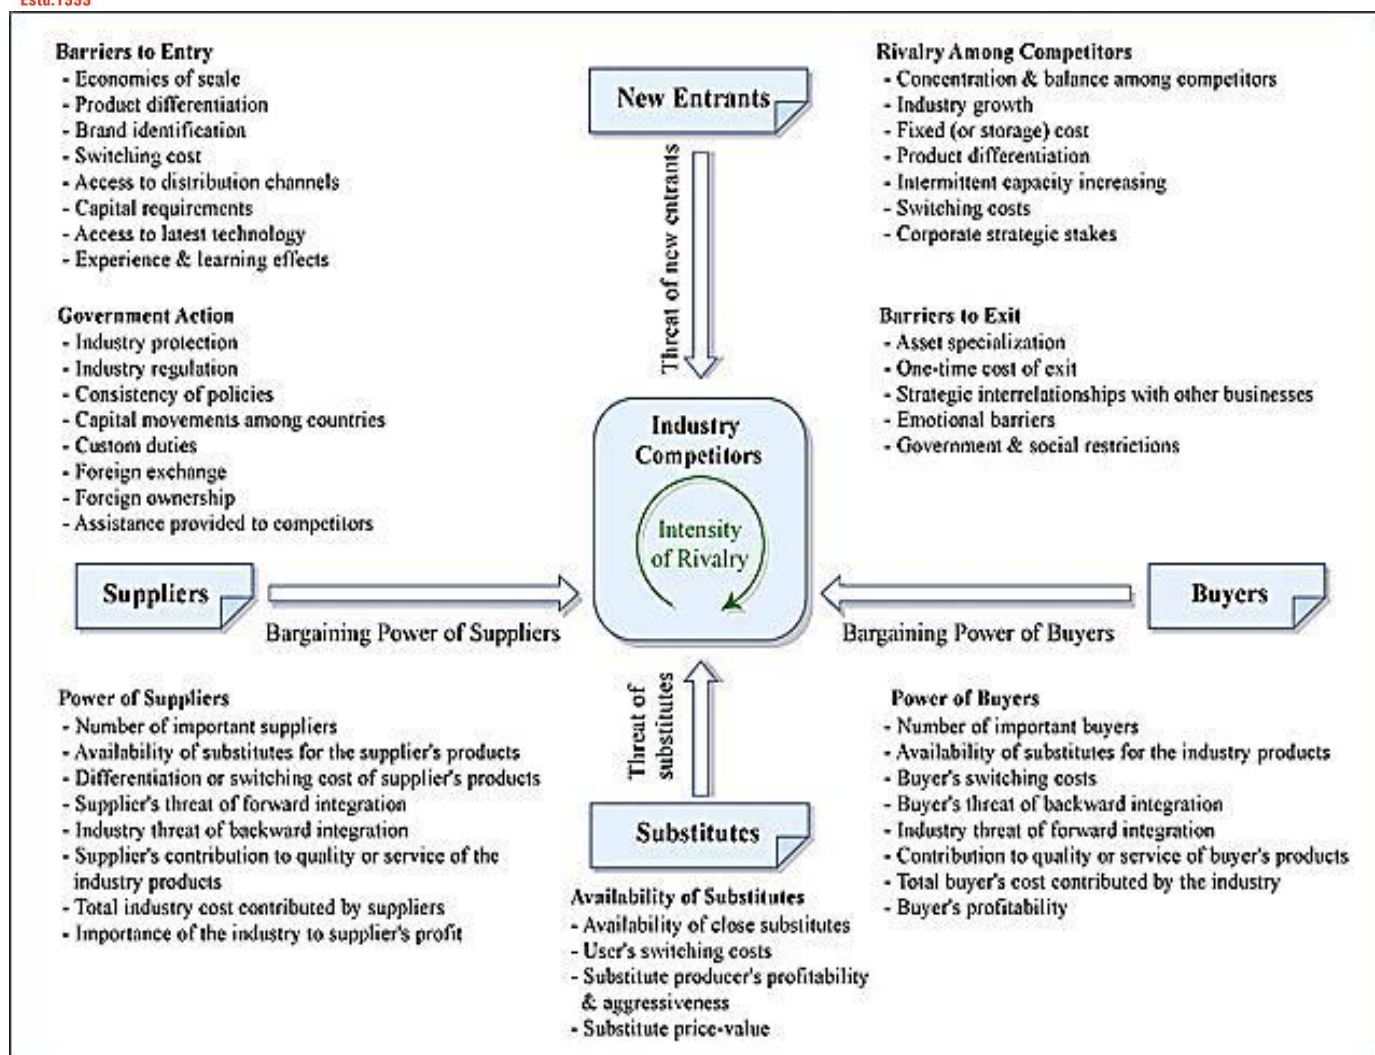 Estd.1999
Barriers to Entry
- Economies of scale
- Product differentiation
- Brand identification
- Switching cost
- Access to distribution channels
- Capital requirements
- Access to latest technology
- Experience & learning effects
New Entrants
Threat of new entrants
Rivalry Among Competitors
- Concentration & balance among competitors
- Industry growth
- Fixed (or storage) cost
- Product differentiation
- Intermittent capacity increasing
- Switching costs
- Corporate strategic stakes
Government Action
- Industry protection
- Industry regulation
- Consistency of policies
- Capital movements among countries
- Custom duties
- Foreign exchange
- Foreign ownership
- Assistance provided to competitors
Barriers to Exit
- Asset specialization
- One-time cost of exit
- Strategic interrelationships with other businesses
- Emotional barriers
- Government & social restrictions
Industry
Competitors
Intensity
of Rivalry
Suppliers
Bargaining Power of Suppliers
Buyers
Bargaining Power of Buyers
Power of Suppliers
- Number of important suppliers
- Availability of substitutes for the supplier's products
- Differentiation or switching cost of supplier's products
- Supplier's threat of forward integration
- Industry threat of backward integration
- Supplier's contribution to quality or service of the
industry products
- Total industry cost contributed by suppliers
- Importance of the industry to supplier's profit
Threat of
substitutes
Substitutes
Availability of Substitutes
- Availability of close substitutes
- User's switching costs
- Substitute producer's profitability
& aggressiveness
- Substitute price-value
Power of Buyers
- Number of important buyers
- Availability of substitutes for the industry products
- Buyer's switching costs
- Buyer's threat of backward integration
- Industry threat of forward integration
- Contribution to quality or service of buyer's products
- Total buyer's cost contributed by the industry
- Buyer's profitability